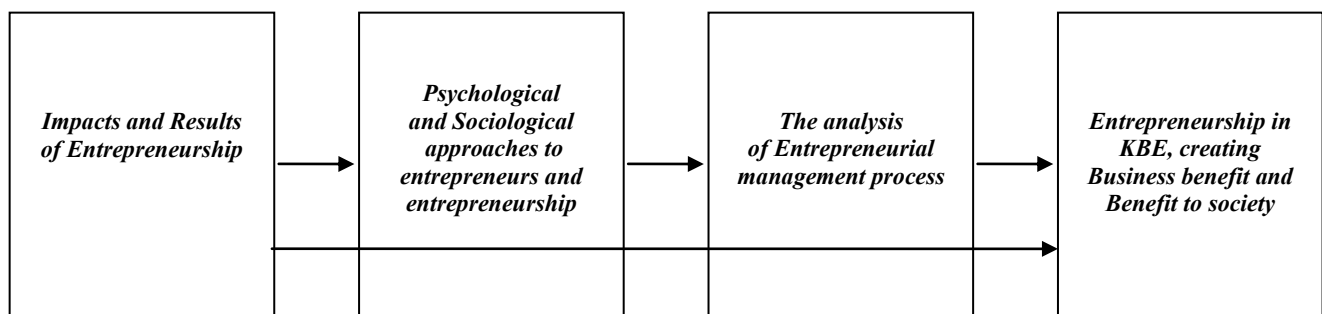 Impacts and Results
of Entrepreneurship
Psychological
and Sociological
approaches to
entrepreneurs and
entrepreneurship
The analysis
of Entrepreneurial
management process
Entrepreneurship in
KBE, creating
Business benefit and
Benefit to society